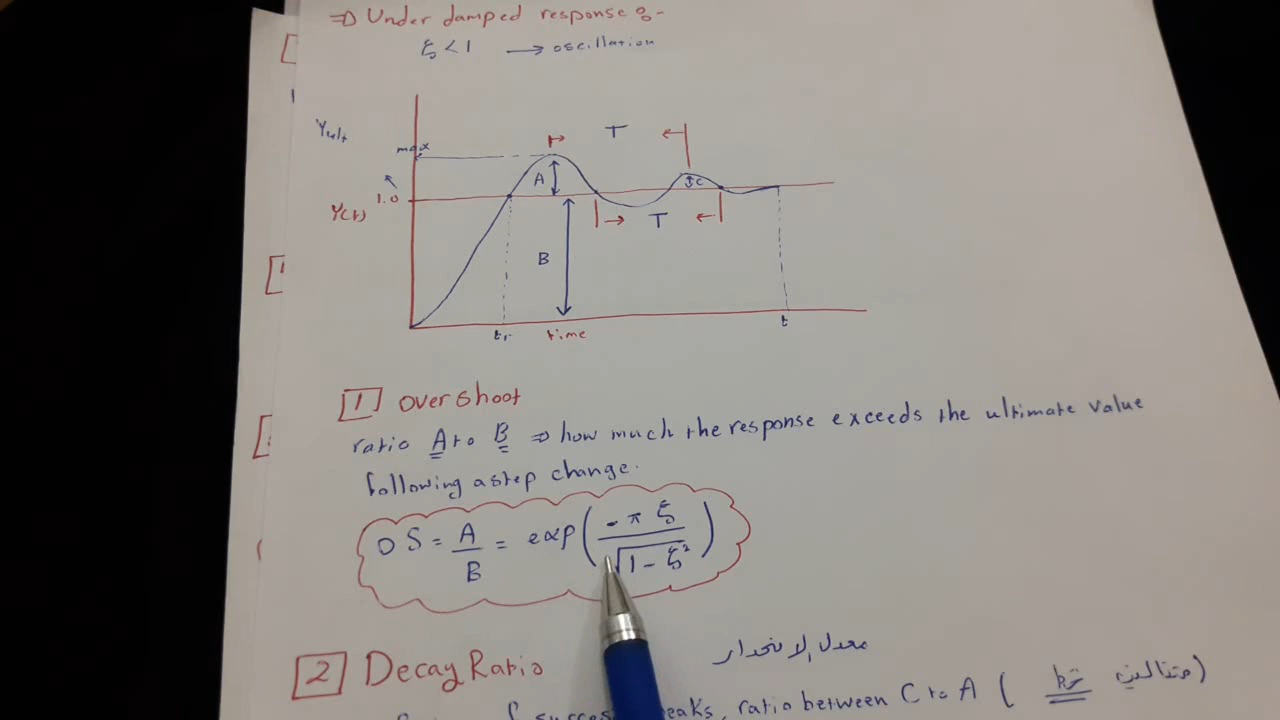 ⇒ Under damped response :-
ξ < 1 → oscillation
Yult
max
T
A
C
1.0
Y(t)
T
B
tr
time
t
1 overshoot
ratio A to B ⇒ how much the response exceeds the ultimate value
following a step change.
OS = A/B = exp(-πξ/√1-ξ²)
2 Decay Ratio معدل الانحدار
peaks, ratio between C to A (